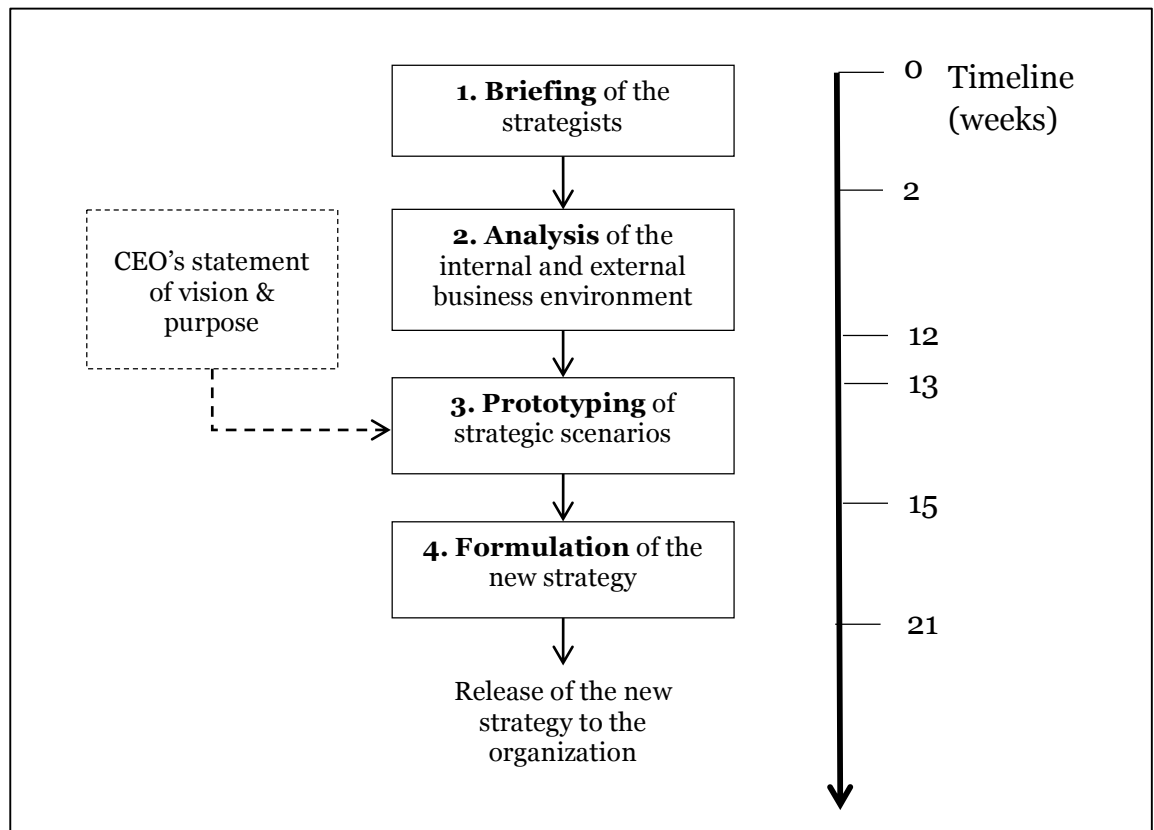 1. Briefing of the
strategists
2. Analysis of the
internal and external
business environment
CEO’s statement
of vision &
purpose
3. Prototyping of
strategic scenarios
4. Formulation of the
new strategy
Release of the new
strategy to the
organization
0
Timeline
(weeks)
2
12
13
15
21